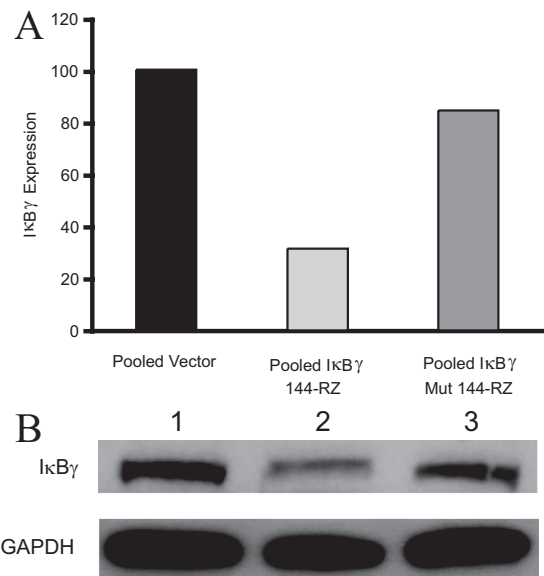 A
120
100
80
60
40
20
0
IκBγ Expression
Pooled Vector
Pooled IκBγ
144-RZ
Pooled IκBγ
Mut 144-RZ
B
1 2 3
IκBγ
GAPDH